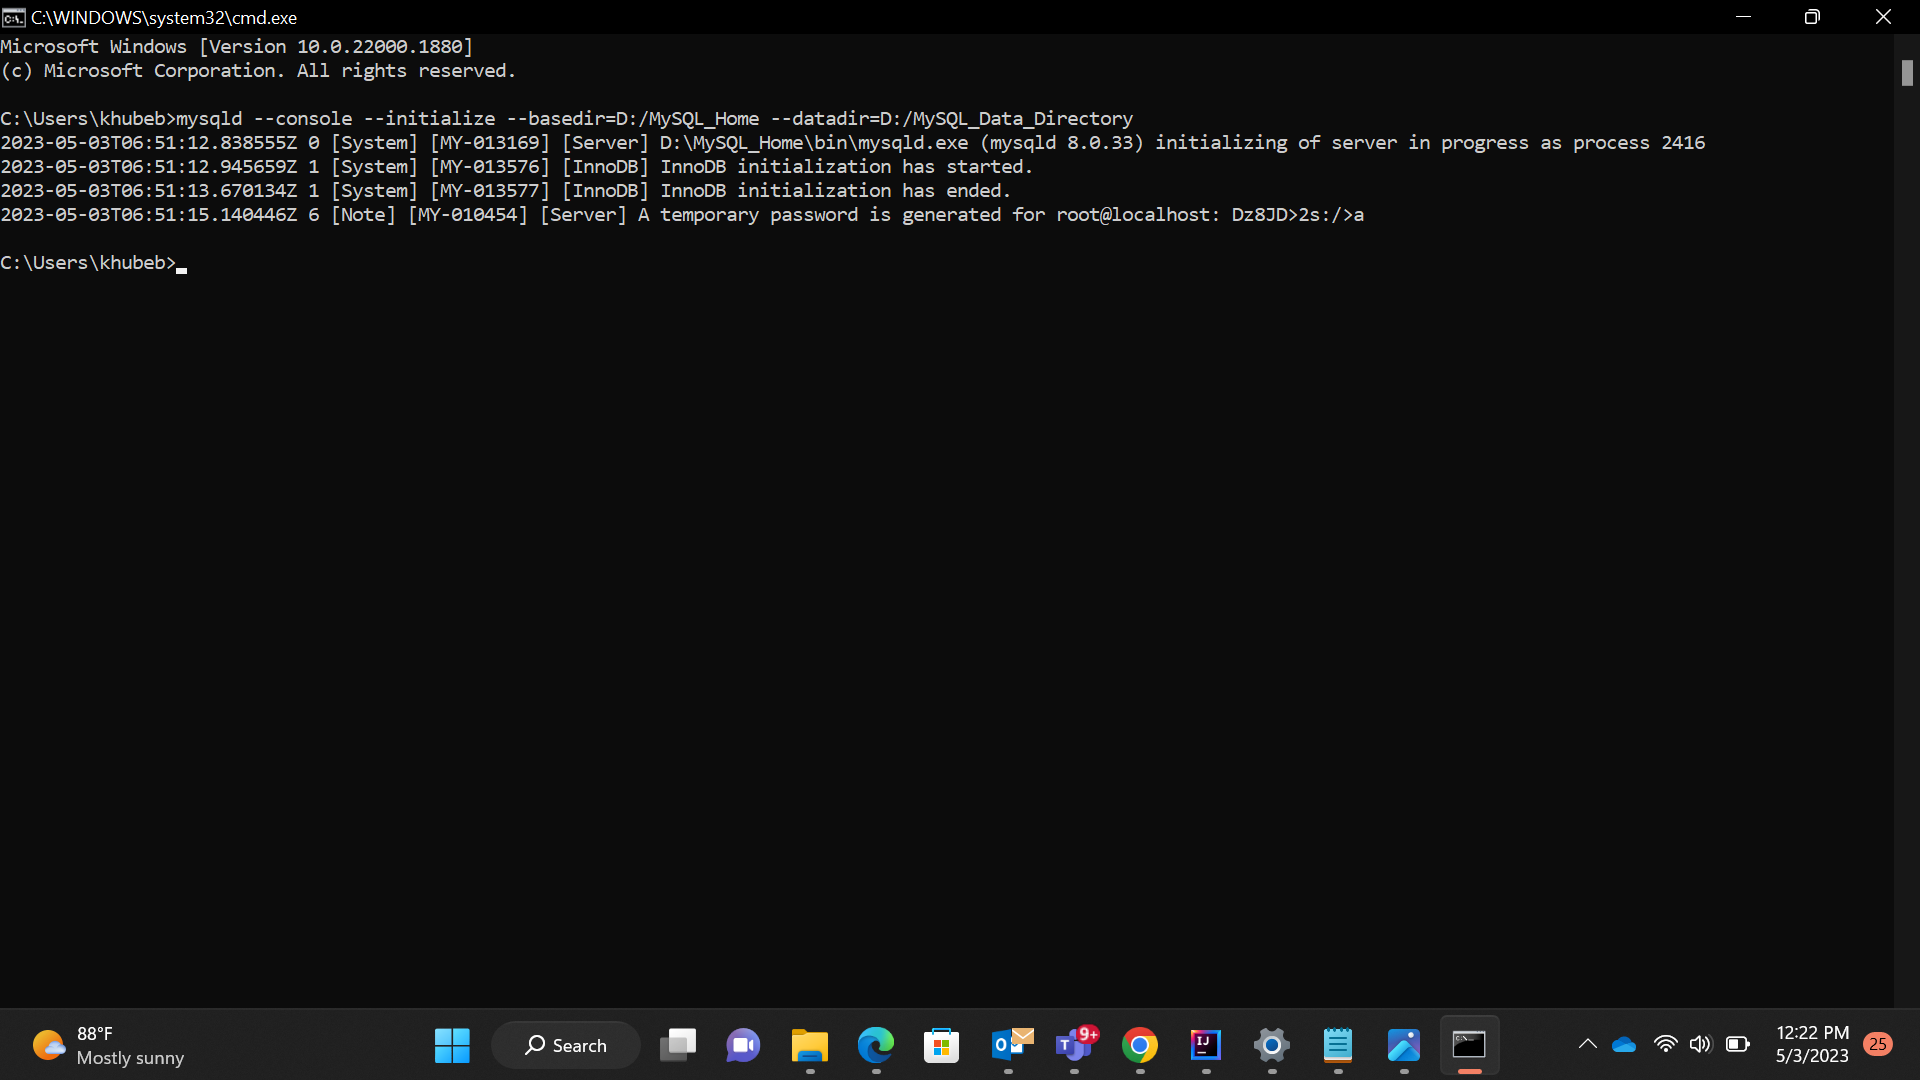 C:\WINDOWS\system32\cmd.exe
Microsoft Windows [Version 10.0.22000.1880]
(c) Microsoft Corporation. All rights reserved.
C:\Users\khubeb>mysqld --console --initialize --basedir=D:/MySQL_Home --datadir=D:/MySQL_Data_Directory
2023-05-03T06:51:12.838555Z 0 [System] [MY-013169] [Server] D:\MySQL_Home\bin\mysqld.exe (mysqld 8.0.33) initializing of server in progress as process 2416
2023-05-03T06:51:12.945659Z 1 [System] [MY-013576] [InnoDB] InnoDB initialization has started.
2023-05-03T06:51:13.670134Z 1 [System] [MY-013577] [InnoDB] InnoDB initialization has ended.
2023-05-03T06:51:15.140446Z 6 [Note] [MY-010454] [Server] A temporary password is generated for root@localhost: Dz8JD>2s:/>a
C:\Users\khubeb>
88°F
Mostly sunny
Search
9+
12:22 PM
5/3/2023
25